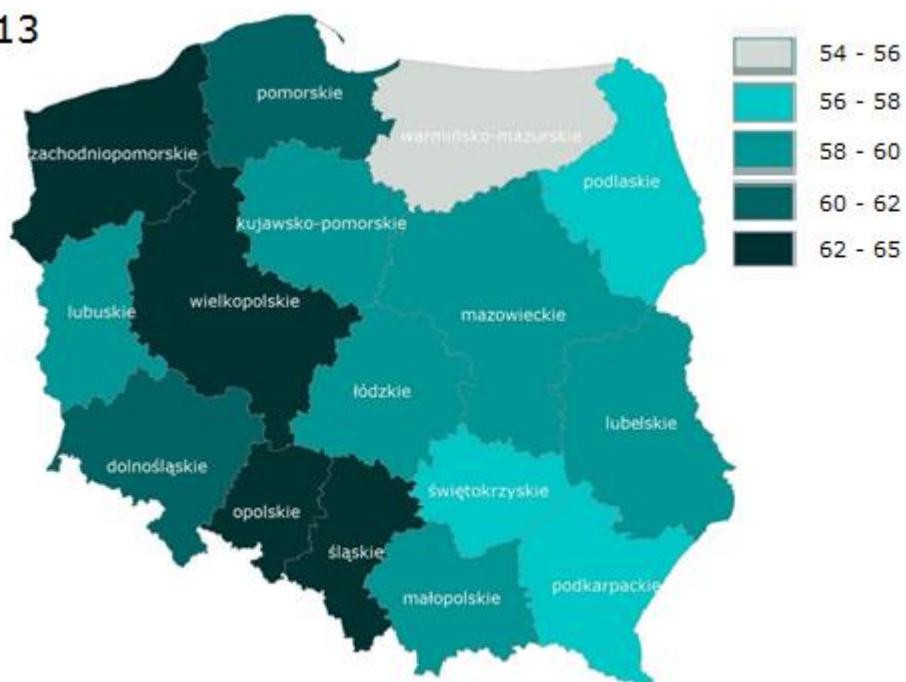 13
54 - 56
56 - 58
58 - 60
60 - 62
62 - 65
pomorskie
warmińsko-mazurskie
zachodniopomorskie
podlaskie
kujawsko-pomorskie
wielkopolskie
lubuskie
mazowieckie
łódzkie
lubelskie
dolnośląskie
świętokrzyskie
opolskie
śląskie
podkarpackie
małopolskie